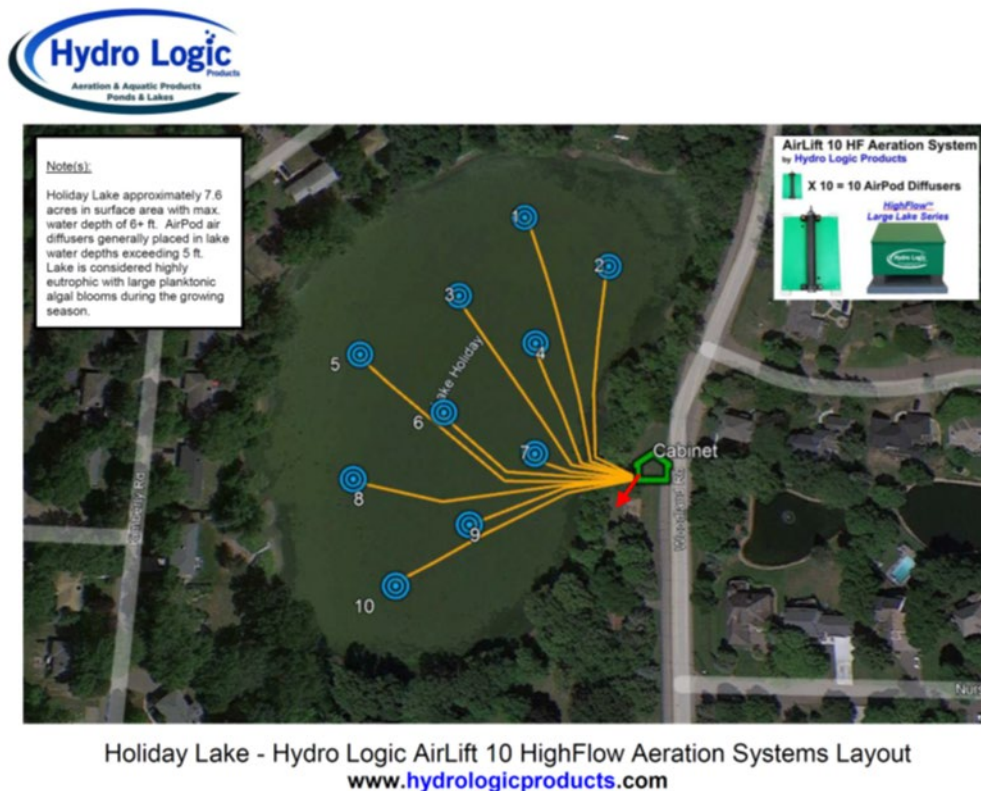 Hydro Logic
Products
Aeration & Aquatic Products
Ponds & Lakes
Note(s):
Holiday Lake approximately 7.6
acres in surface area with max.
water depth of 6+ ft. AirPod air
diffusers generally placed in lake
water depths exceeding 5 ft.
Lake is considered highly
eutrophic with large planktonic
algal blooms during the growing
season.
AirLift 10 HF Aeration System
by Hydro Logic Products
X 10 = 10 AirPod Diffusers
HighFlow™
Large Lake Series
Hydro Logic
1
2
3
4
5
Lake Holiday
6
7
Cabinet
8
9
10
Holiday Lake - Hydro Logic AirLift 10 HighFlow Aeration Systems Layout
www.hydrologicproducts.com